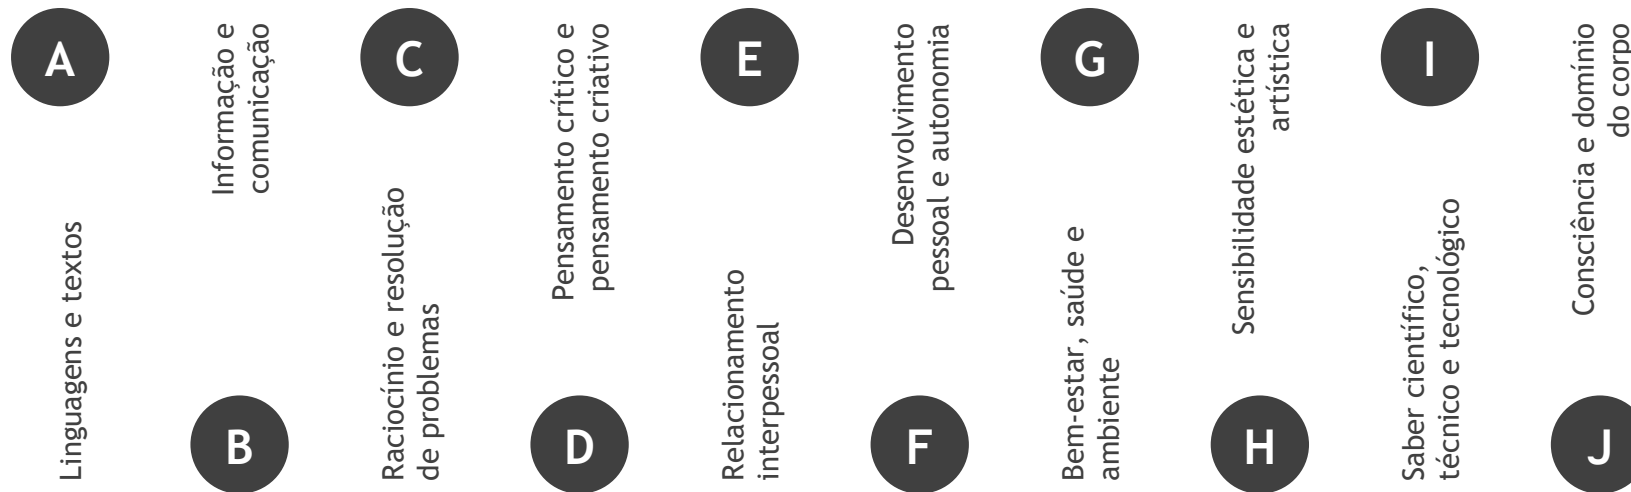 A
Linguagens e textos
Informação e
comunicação
B
C
Raciocínio e resolução
de problemas
Pensamento crítico e
pensamento criativo
D
E
Relacionamento
interpessoal
Desenvolvimento
pessoal e autonomia
F
G
Bem-estar, saúde e
ambiente
Sensibilidade estética e
artística
H
I
Saber científico,
técnico e tecnológico
Consciência e domínio
do corpo
J